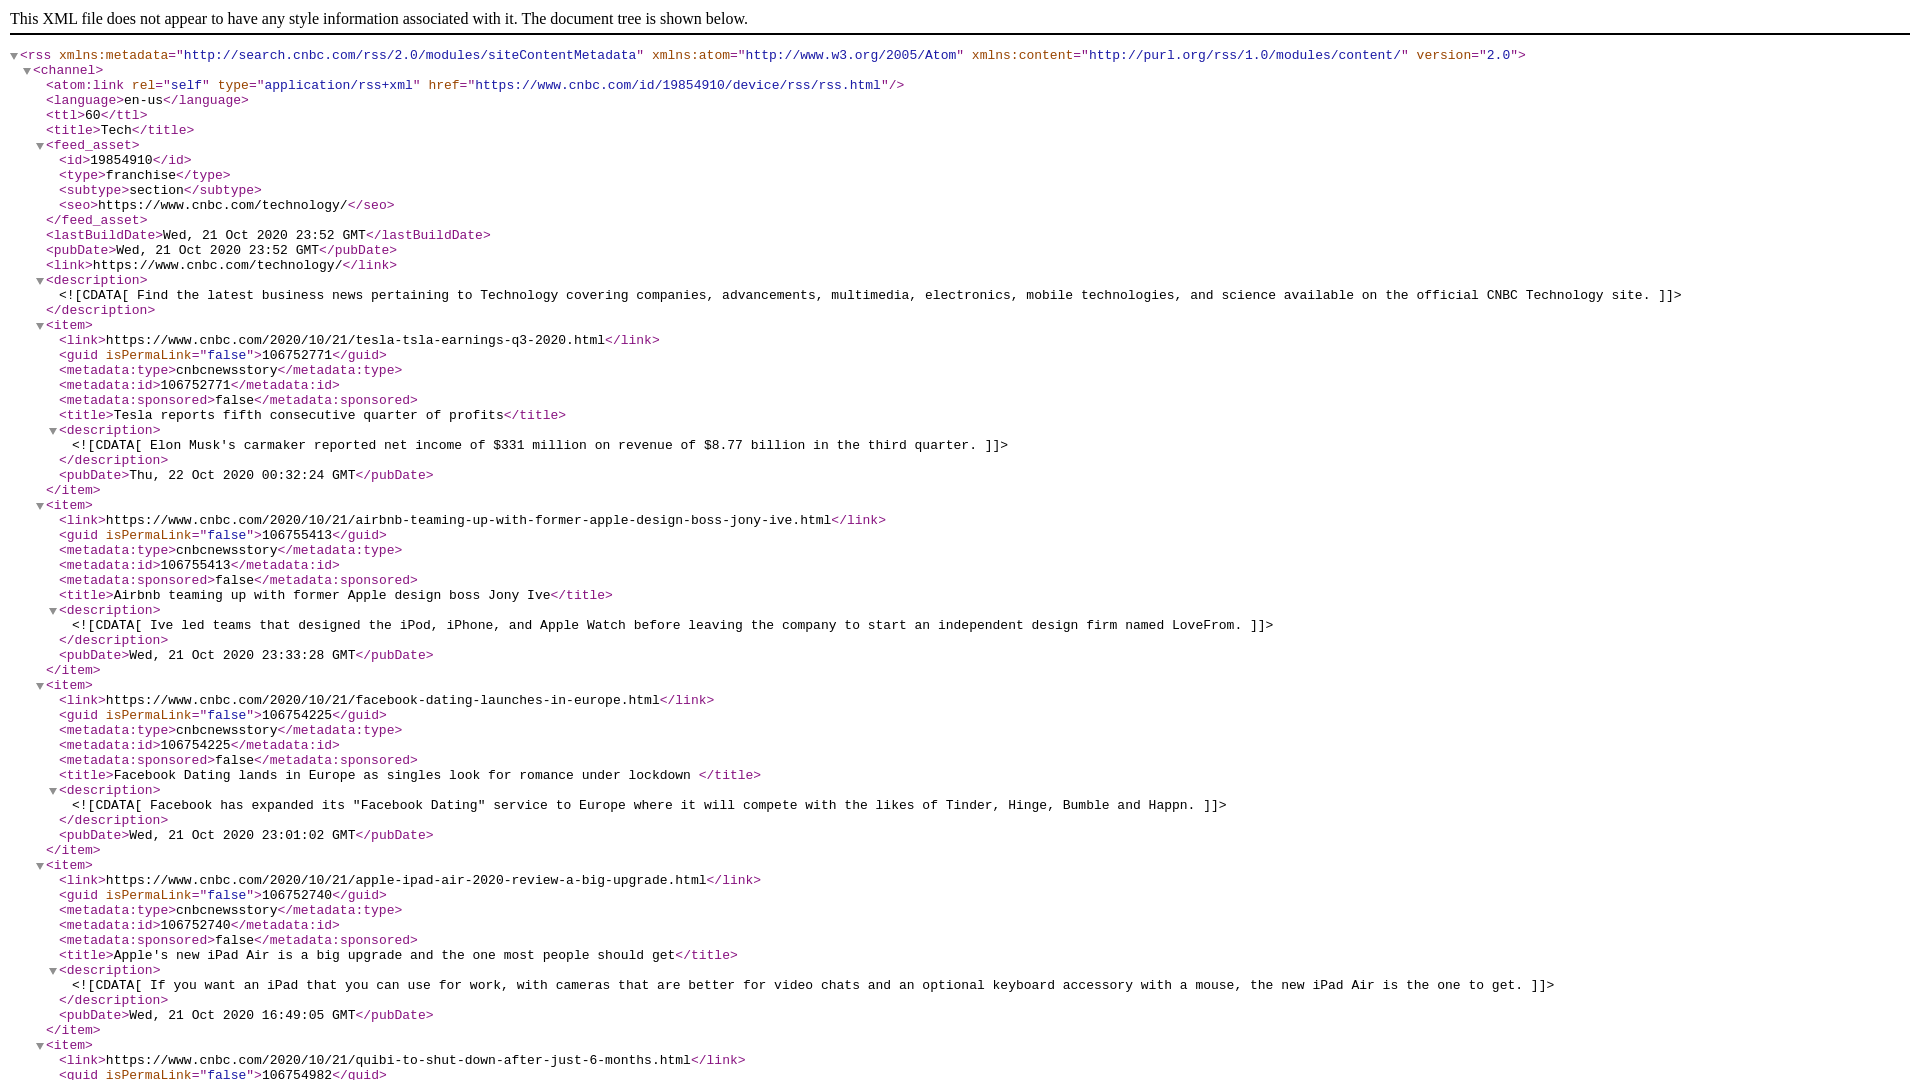 This XML file does not appear to have any style information associated with it. The document tree is shown below.
<rss xmlns:metadata="http://search.cnbc.com/rss/2.0/modules/siteContentMetadata" xmlns:atom="http://www.w3.org/2005/Atom" xmlns:content="http://purl.org/rss/1.0/modules/content/" version="2.0">
<channel>
<atom:link rel="self" type="application/rss+xml" href="https://www.cnbc.com/id/19854910/device/rss/rss.html"/>
<language>en-us</language>
<ttl>60</ttl>
<title>Tech</title>
<feed_asset>
<id>19854910</id>
<type>franchise</type>
<subtype>section</subtype>
<seo>https://www.cnbc.com/technology/</seo>
</feed_asset>
<lastBuildDate>Wed, 21 Oct 2020 23:52 GMT</lastBuildDate>
<pubDate>Wed, 21 Oct 2020 23:52 GMT</pubDate>
<link>https://www.cnbc.com/technology/</link>
<description>
<![CDATA[ Find the latest business news pertaining to Technology covering companies, advancements, multimedia, electronics, mobile technologies, and science available on the official CNBC Technology site. ]]>
</description>
<item>
<link>https://www.cnbc.com/2020/10/21/tesla-tsla-earnings-q3-2020.html</link>
<guid isPermaLink="false">106752771</guid>
<metadata:type>cnbcnewsstory</metadata:type>
<metadata:id>106752771</metadata:id>
<metadata:sponsored>false</metadata:sponsored>
<title>Tesla reports fifth consecutive quarter of profits</title>
<description>
<![CDATA[ Elon Musk's carmaker reported net income of $331 million on revenue of $8.77 billion in the third quarter. ]]>
</description>
<pubDate>Thu, 22 Oct 2020 00:32:24 GMT</pubDate>
</item>
<item>
<link>https://www.cnbc.com/2020/10/21/airbnb-teaming-up-with-former-apple-design-boss-jony-ive.html</link>
<guid isPermaLink="false">106755413</guid>
<metadata:type>cnbcnewsstory</metadata:type>
<metadata:id>106755413</metadata:id>
<metadata:sponsored>false</metadata:sponsored>
<title>Airbnb teaming up with former Apple design boss Jony Ive</title>
<description>
<![CDATA[ Ive led teams that designed the iPod, iPhone, and Apple Watch before leaving the company to start an independent design firm named LoveFrom. ]]>
</description>
<pubDate>Wed, 21 Oct 2020 23:33:28 GMT</pubDate>
</item>
<item>
<link>https://www.cnbc.com/2020/10/21/facebook-dating-launches-in-europe.html</link>
<guid isPermaLink="false">106754225</guid>
<metadata:type>cnbcnewsstory</metadata:type>
<metadata:id>106754225</metadata:id>
<metadata:sponsored>false</metadata:sponsored>
<title>Facebook Dating lands in Europe as singles look for romance under lockdown </title>
<description>
<![CDATA[ Facebook has expanded its "Facebook Dating" service to Europe where it will compete with the likes of Tinder, Hinge, Bumble and Happn. ]]>
</description>
<pubDate>Wed, 21 Oct 2020 23:01:02 GMT</pubDate>
</item>
<item>
<link>https://www.cnbc.com/2020/10/21/apple-ipad-air-2020-review-a-big-upgrade.html</link>
<guid isPermaLink="false">106752740</guid>
<metadata:type>cnbcnewsstory</metadata:type>
<metadata:id>106752740</metadata:id>
<metadata:sponsored>false</metadata:sponsored>
<title>Apple's new iPad Air is a big upgrade and the one most people should get</title>
<description>
<![CDATA[ If you want an iPad that you can use for work, with cameras that are better for video chats and an optional keyboard accessory with a mouse, the new iPad Air is the one to get. ]]>
</description>
<pubDate>Wed, 21 Oct 2020 16:49:05 GMT</pubDate>
</item>
<item>
<link>https://www.cnbc.com/2020/10/21/quibi-to-shut-down-after-just-6-months.html</link>
<guid isPermaLink="false">106754982</guid>